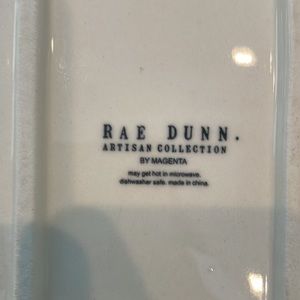 RAE DUNN.
ARTISAN COLLECTION
BY MAGENTA
may get hot in microwave.
dishwasher safe. made in china.